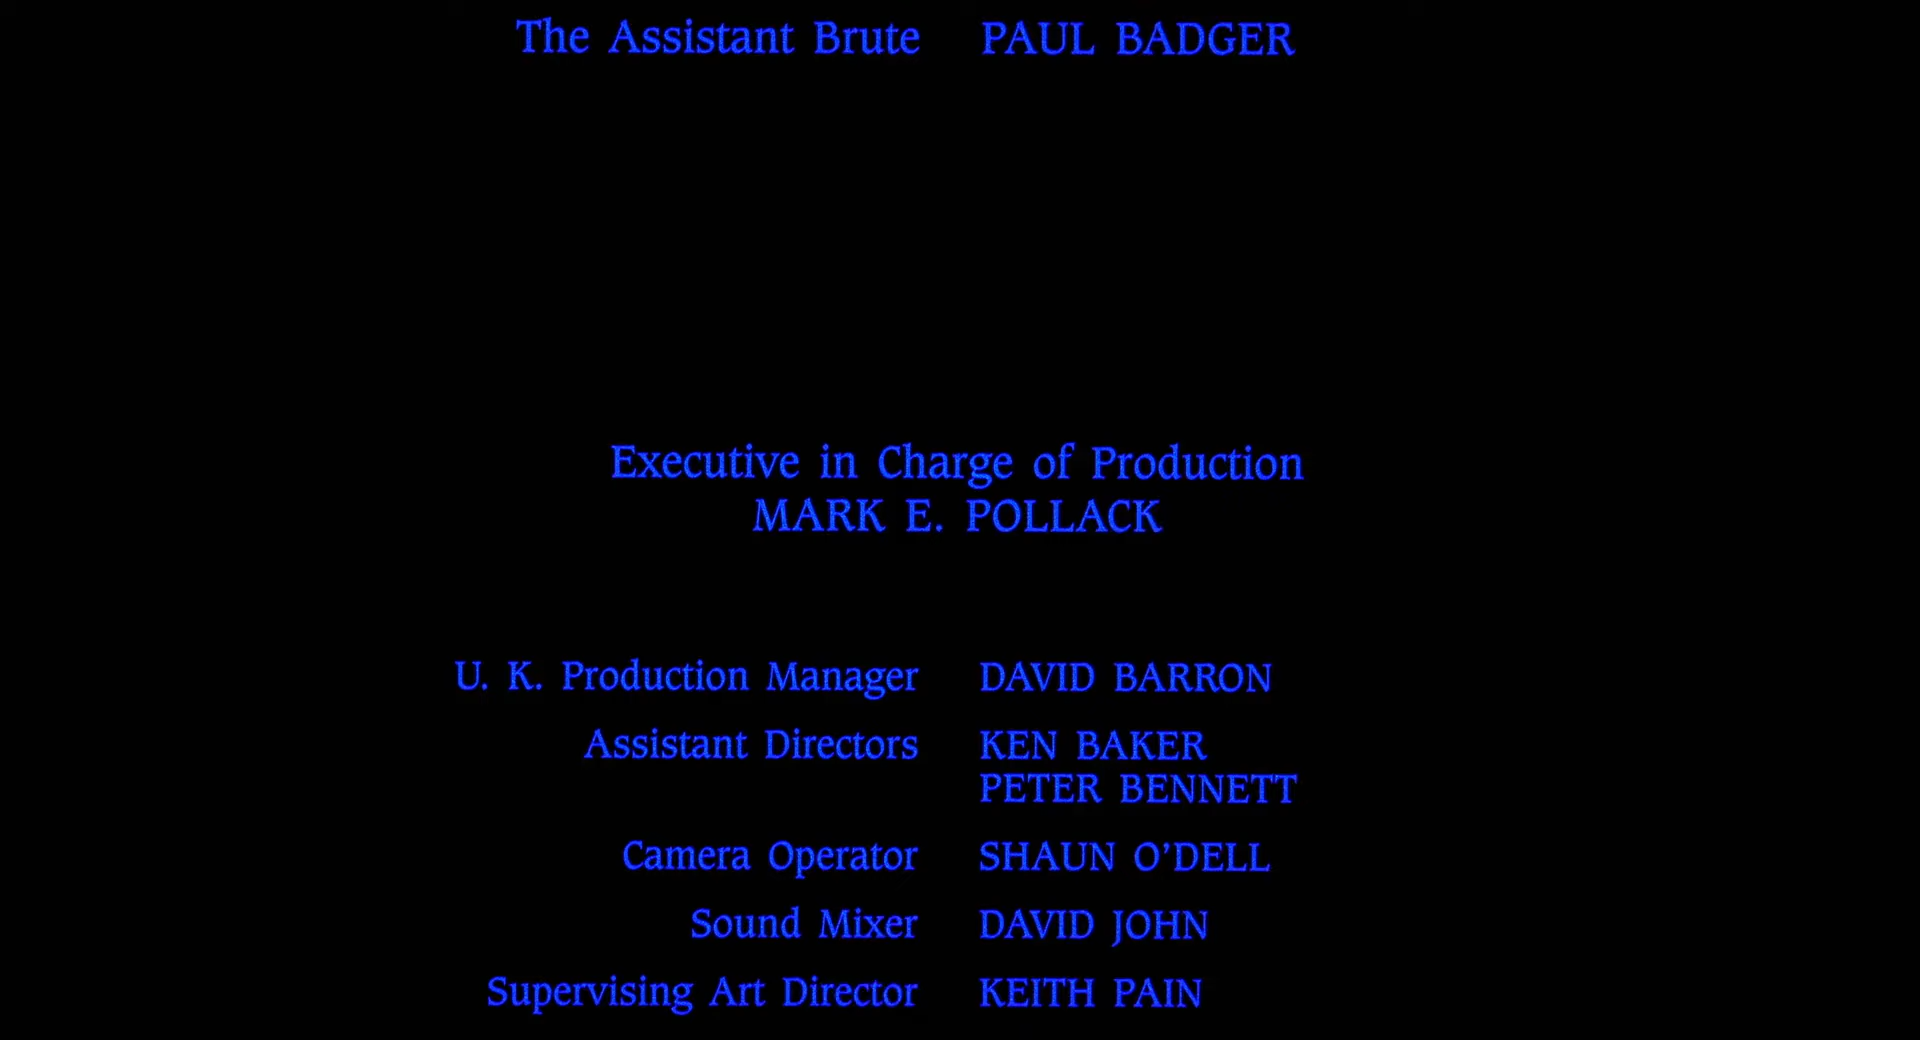 The Assistant Brute PAUL BADGER
Executive in Charge of Production
MARK E. POLLACK
U. K. Production Manager DAVID BARRON
Assistant Directors KEN BAKER
PETER BENNETT
Camera Operator SHAUN O’DELL
Sound Mixer DAVID JOHN
Supervising Art Director KEITH PAIN